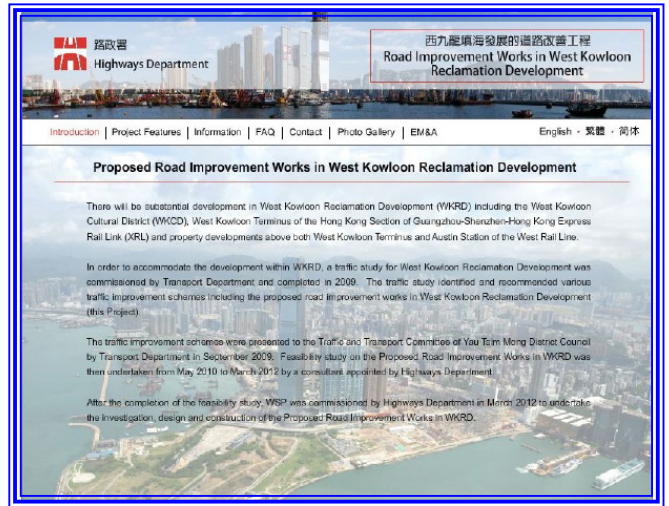 路政署
Highways Department
西九龍填海發展的道路改善工程
Road Improvement Works in West Kowloon
Reclamation Development
Introduction | Project Features | Information | FAQ | Contact | Photo Gallery | EM&A
English · 繁體 · 简体
Proposed Road Improvement Works in West Kowloon Reclamation Development
There will be substantial development in West Kowloon Reclamation Development (WKRD) including the West Kowloon
Cultural District (WKCD), West Kowloon Terminus of the Hong Kong Section of Guangzhou-Shenzhen-Hong Kong Express
Rail Link (XRL) and property developments above both West Kowloon Terminus and Austin Station of the West Rail Line.
In order to accommodate the development within WKRD, a traffic study for West Kowloon Reclamation Development was
commissioned by Transport Department and completed in 2009. The traffic study identified and recommended various
traffic improvement schemes including the proposed road improvement works in West Kowloon Reclamation Development
(this Project).
The traffic improvement schemes were presented to the Traffic and Transport Committee of Yau Tsim Mong District Council
by Transport Department in September 2009. Feasibility study on the Proposed Road Improvement Works in WKRD was
then undertaken from May 2010 to March 2012 by a consultant appointed by Highways Department.
After the completion of the feasibility study, WSP was commissioned by Highways Department in March 2012 to undertake
the investigation, design and construction of the Proposed Road Improvement Works in WKRD.